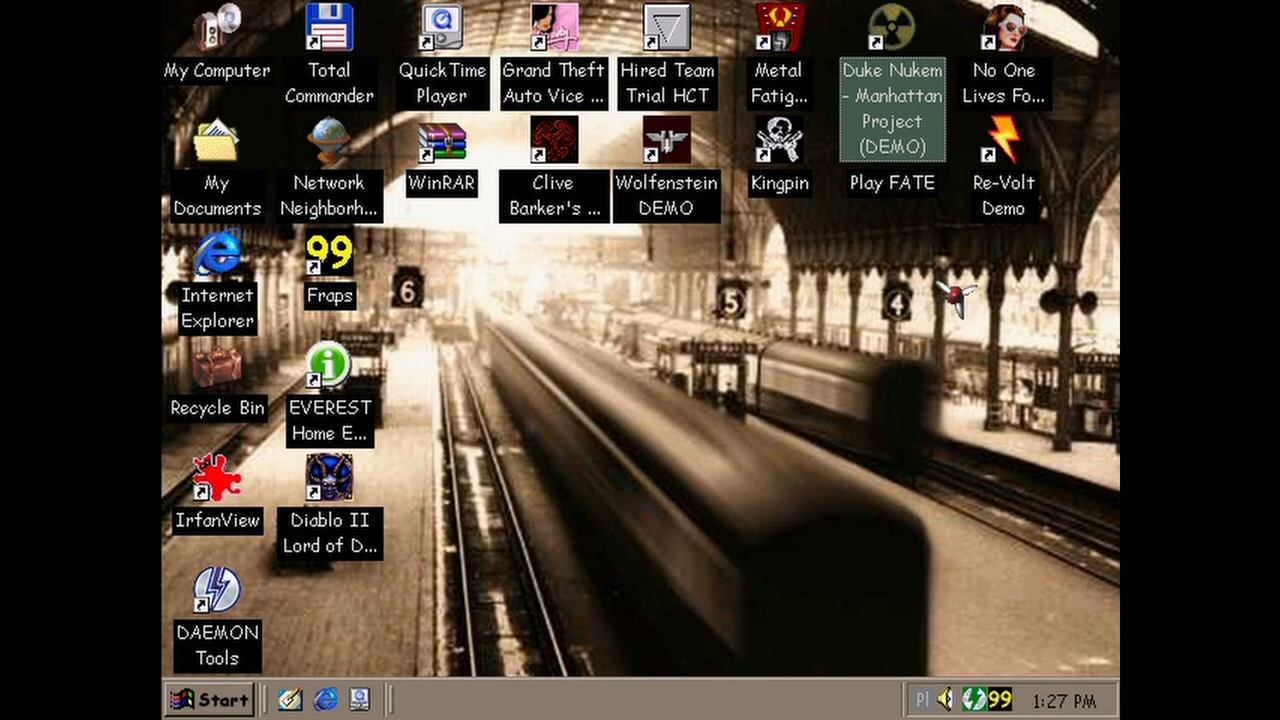 My Computer
Total
Commander
QuickTime
Player
Grand Theft
Auto Vice ...
Hired Team
Trial HCT
Metal
Fatig...
Duke Nukem
- Manhattan
Project
(DEMO)
No One
Lives Fo...
My
Documents
Network
Neighborh...
WinRAR
Clive
Barker's ...
Wolfenstein
DEMO
Kingpin
Play FATE
Re-Volt
Demo
Internet
Explorer
99
Fraps
6
5
4
Recycle Bin
EVEREST
Home E...
IrfanView
Diablo II
Lord of D...
DAEMON
Tools
Start
Pl
99
1:27 PM